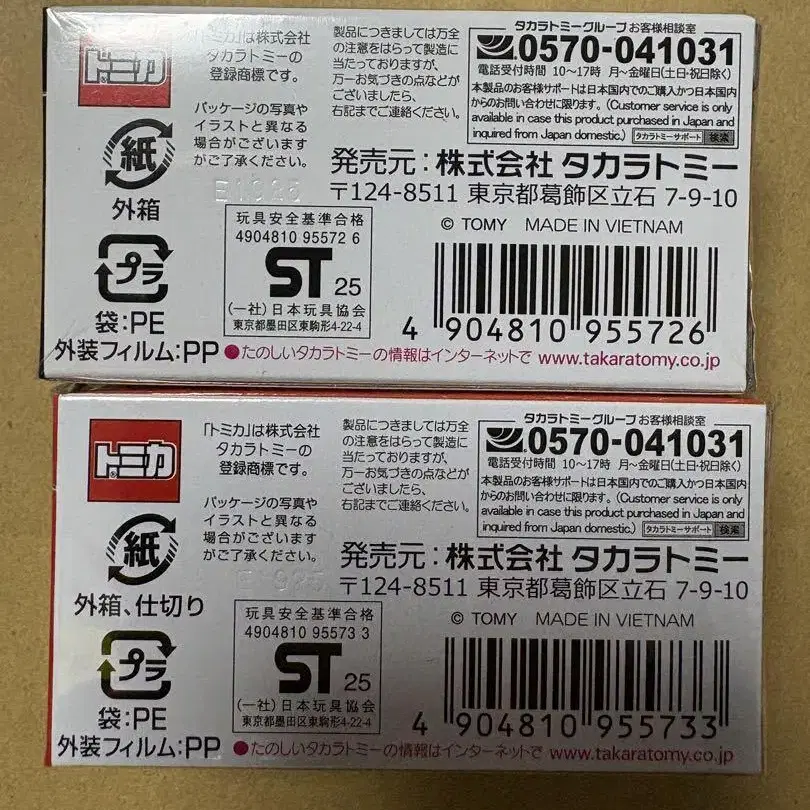 トミカ
「トミカ」は株式会社
タカラトミーの
登録商標です。
パッケージの写真や
イラストと異なる
場合がございます
がご了承ください。
製品につきましては万全
の注意をはらって製造に
当たっておりますが、
万一お気づきの点などが
ございましたら、
右記までご連絡ください。
タカラトミーグループ お客様相談室
0570-041031
電話受付時間 10〜17時 月〜金曜日(土日・祝日除く)
本製品のお客様サポートは日本国内でのご購入かつ日本国内
からのお問い合わせに限ります。(Customer service is only
available in case this product purchased in Japan and
inquired from Japan domestic.) タカラトミーサポート 検索
紙
外箱
プラ
袋:PE
外装フィルム:PP
発売元:株式会社 タカラトミー
〒124-8511 東京都葛飾区立石 7-9-10
© TOMY MADE IN VIETNAM
玩具安全基準合格
4904810 95572 6
ST 25
(一社)日本玩具協会
東京都墨田区東駒形4-22-4
4 904810 955726
●たのしいタカラトミーの情報はインターネットで www.takaratomy.co.jp
トミカ
「トミカ」は株式会社
タカラトミーの
登録商標です。
パッケージの写真や
イラストと異なる
場合がございます
がご了承ください。
製品につきましては万全
の注意をはらって製造に
当たっておりますが、
万一お気づきの点などが
ございましたら、
右記までご連絡ください。
タカラトミーグループ お客様相談室
0570-041031
電話受付時間 10〜17時 月〜金曜日(土日・祝日除く)
本製品のお客様サポートは日本国内でのご購入かつ日本国内
からのお問い合わせに限ります。(Customer service is only
available in case this product purchased in Japan and
inquired from Japan domestic.) タカラトミーサポート 検索
紙
外箱、仕切り
プラ
袋:PE
外装フィルム:PP
発売元:株式会社 タカラトミー
〒124-8511 東京都葛飾区立石 7-9-10
© TOMY MADE IN VIETNAM
玩具安全基準合格
4904810 95573 3
ST 25
(一社)日本玩具協会
東京都墨田区東駒形4-22-4
4 904810 955733
●たのしいタカラトミーの情報はインターネットで www.takaratomy.co.jp